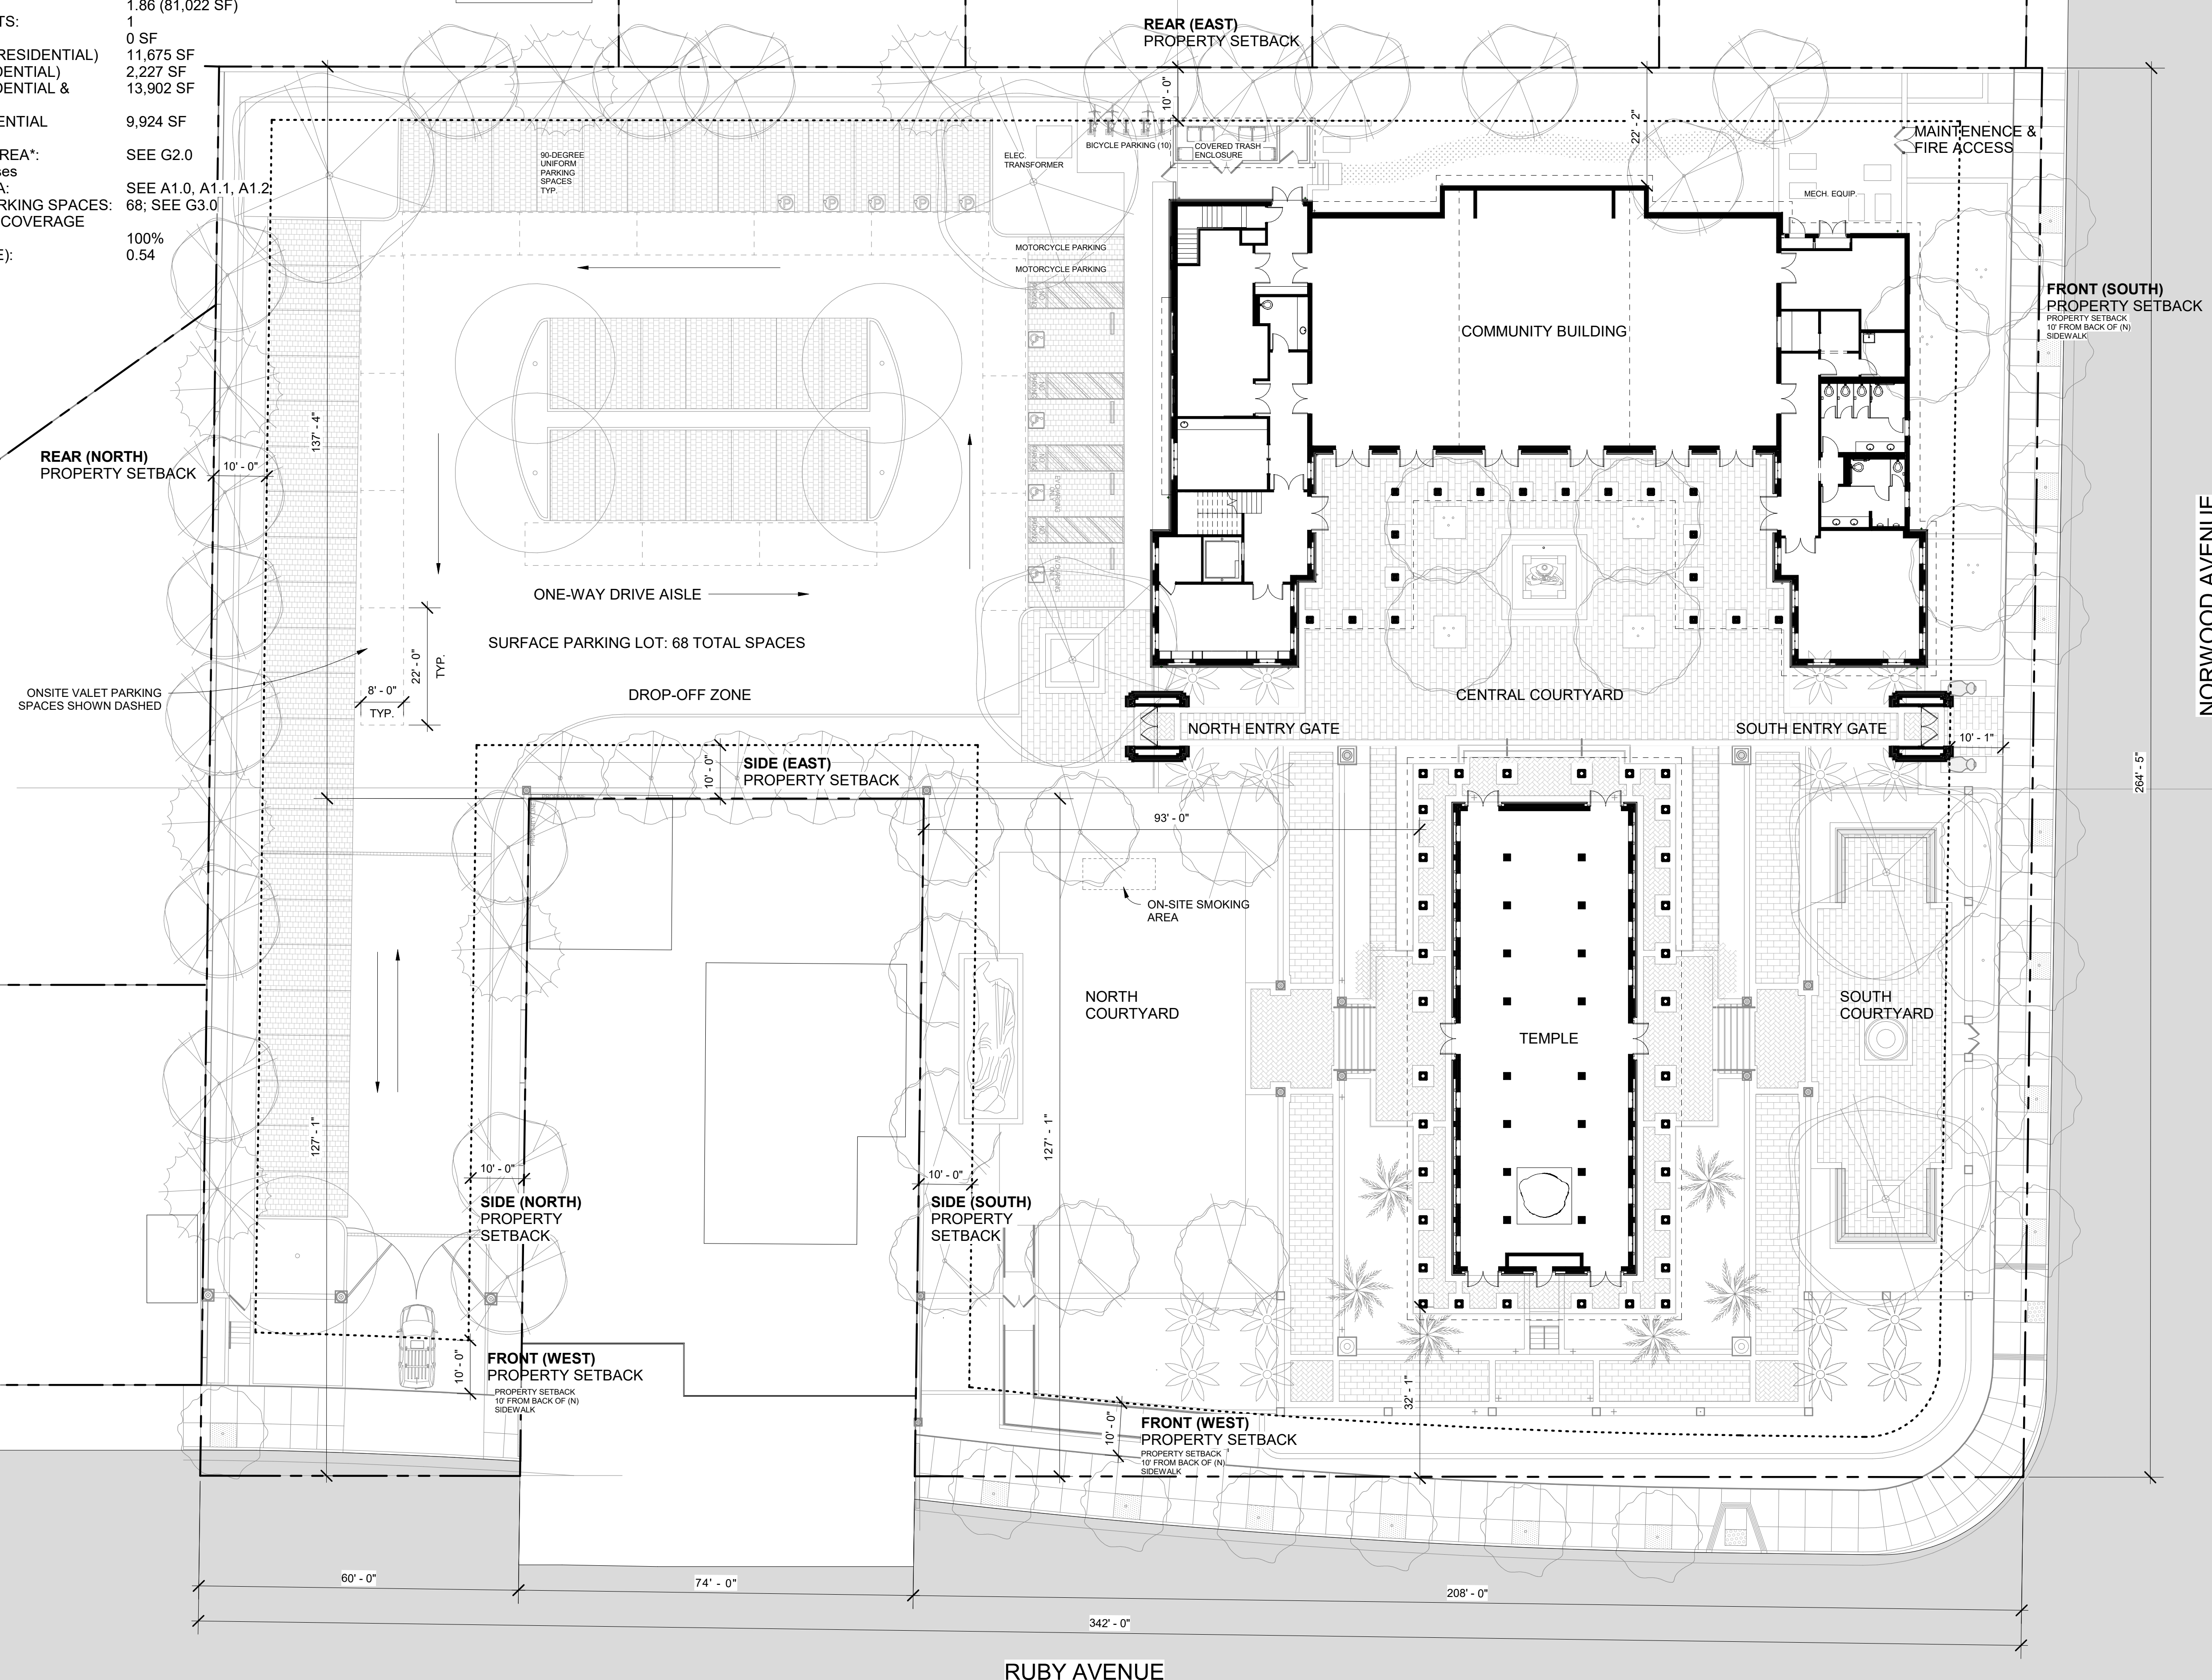 1.86 (81,022 SF)
TS:
1
0 SF
RESIDENTIAL)
11,675 SF
DENTIAL)
2,227 SF
DENTIAL &
13,902 SF
ENTIAL
9,924 SF
REA*:
SEE G2.0
ses
A:
SEE A1.0, A1.1, A1.2
RKING SPACES:
68; SEE G3.0
COVERAGE
100%
E):
0.54
REAR (EAST)
PROPERTY SETBACK
10' - 0"
22' - 2"
90-DEGREE
UNIFORM
PARKING
SPACES
TYP.
ELEC.
TRANSFORMER
BICYCLE PARKING (10)
COVERED TRASH
ENCLOSURE
MAINTENENCE &
FIRE ACCESS
MECH. EQUIP.
MOTORCYCLE PARKING
MOTORCYCLE PARKING
FRONT (SOUTH)
PROPERTY SETBACK
PROPERTY SETBACK
10' FROM BACK OF (N)
SIDEWALK
COMMUNITY BUILDING
137' - 4"
REAR (NORTH)
PROPERTY SETBACK
10' - 0"
NORWOOD AVENUE
ONE-WAY DRIVE AISLE
SURFACE PARKING LOT: 68 TOTAL SPACES
22' - 0"
TYP.
8' - 0"
TYP.
ONSITE VALET PARKING
SPACES SHOWN DASHED
DROP-OFF ZONE
CENTRAL COURTYARD
NORTH ENTRY GATE
SOUTH ENTRY GATE
10' - 1"
264' - 5"
SIDE (EAST)
PROPERTY SETBACK
10' - 0"
93' - 0"
ON-SITE SMOKING
AREA
NORTH
COURTYARD
SOUTH
COURTYARD
TEMPLE
127' - 1"
127' - 1"
10' - 0"
SIDE (NORTH)
PROPERTY
SETBACK
10' - 0"
SIDE (SOUTH)
PROPERTY
SETBACK
10' - 0"
FRONT (WEST)
PROPERTY SETBACK
PROPERTY SETBACK
10' FROM BACK OF (N)
SIDEWALK
32' - 1"
10' - 0"
FRONT (WEST)
PROPERTY SETBACK
PROPERTY SETBACK
10' FROM BACK OF (N)
SIDEWALK
60' - 0"
74' - 0"
208' - 0"
342' - 0"
RUBY AVENUE